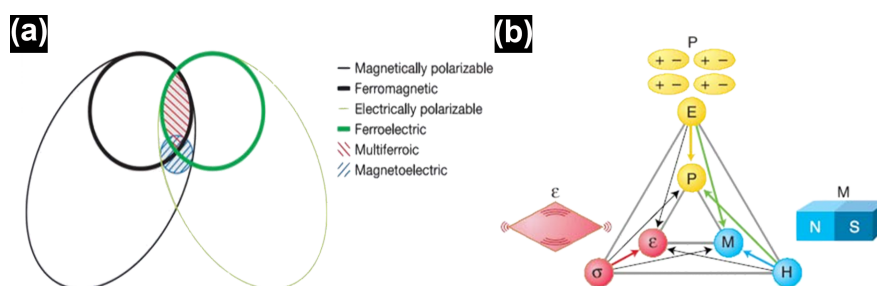 (a)
Magnetically polarizable
Ferromagnetic
Electrically polarizable
Ferroelectric
Multiferroic
Magnetoelectric
(b)
P
+ − + −
+ − + −
E
P
ε
M
N S
ε M
σ H